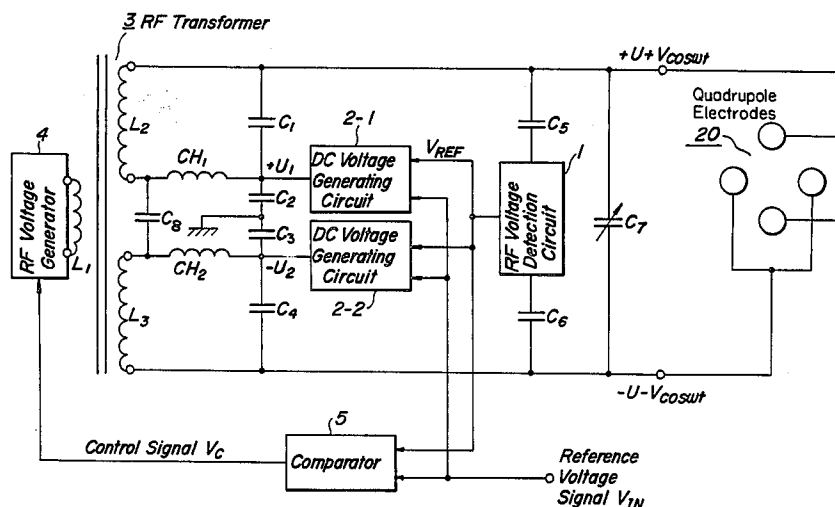 3 RF Transformer
+U+Vcoswt
Quadrupole
Electrodes
20
4
L2
C1
2-1
VREF
C5
1
CH1
+U1
DC Voltage
Generating
Circuit
RF Voltage
Generator
L1
C8
C2
C3
RF Voltage
Detection
Circuit
C7
CH2
-U2
DC Voltage
Generating
Circuit
2-2
L3
C4
C6
-U-Vcoswt
5
Control Signal VC
Comparator
Reference
Voltage
Signal VIN